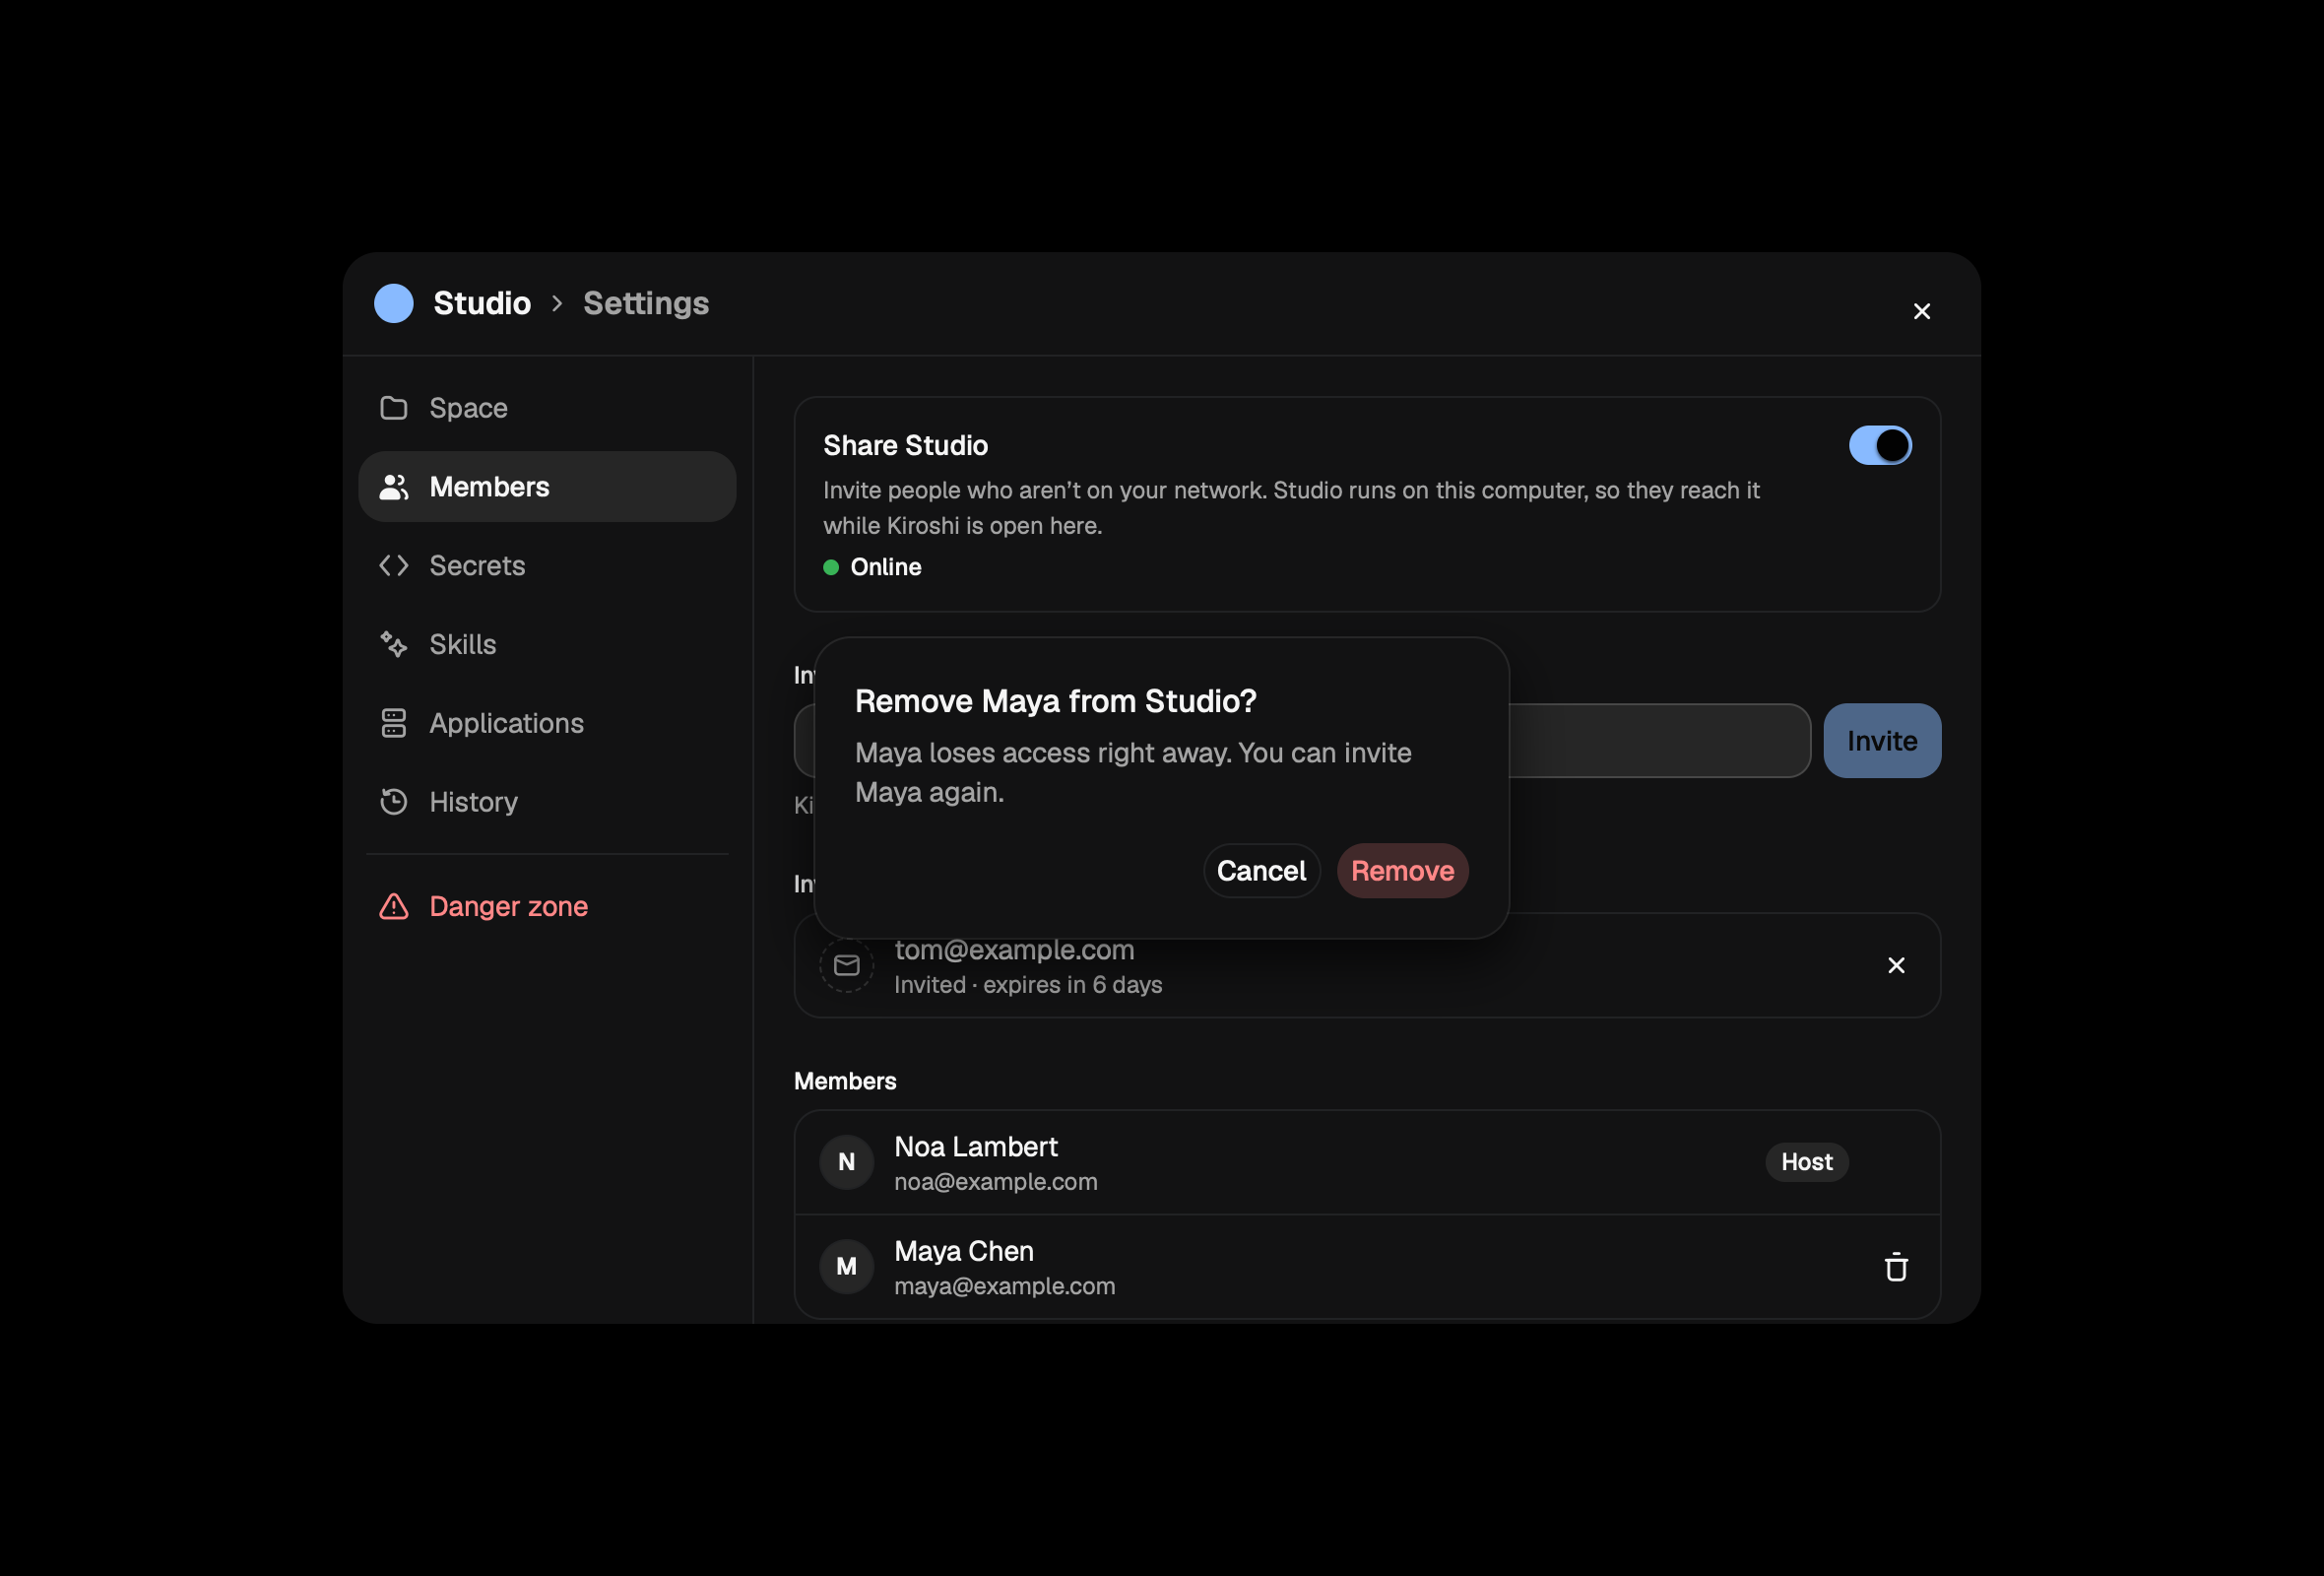 Studio > Settings
Space
Members
Secrets
Skills
Applications
History
Danger zone
Share Studio
Invite people who aren’t on your network. Studio runs on this computer, so they reach it
while Kiroshi is open here.
Online
Remove Maya from Studio?
Maya loses access right away. You can invite
Maya again.
Cancel
Remove
Invite
tom@example.com
Invited · expires in 6 days
Members
N
Noa Lambert
noa@example.com
Host
M
Maya Chen
maya@example.com